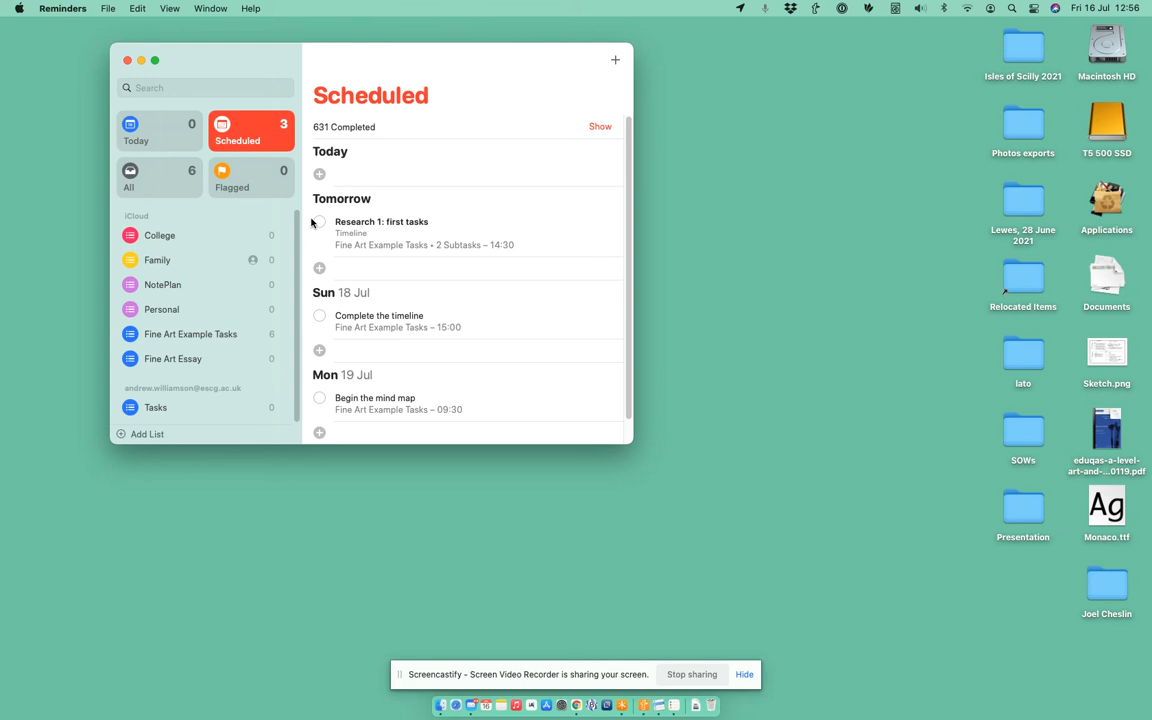 Reminders File Edit View Window Help
Fri 16 Jul 12:56
Search
0
Today
3
Scheduled
6
All
0
Flagged
iCloud
College 0
Family 0
NotePlan 0
Personal 0
Fine Art Example Tasks 6
Fine Art Essay 0
andrew.williamson@escg.ac.uk
Tasks 0
Add List
Scheduled
631 Completed Show
Today
Tomorrow
Research 1: first tasks
Timeline
Fine Art Example Tasks • 2 Subtasks – 14:30
Sun 18 Jul
Complete the timeline
Fine Art Example Tasks – 15:00
Mon 19 Jul
Begin the mind map
Fine Art Example Tasks – 09:30
Isles of Scilly 2021
Macintosh HD
Photos exports
T5 500 SSD
Lewes, 28 June
2021
Applications
Relocated Items
Documents
lato
Sketch.png
SOWs
eduqas-a-level-
art-and-...0119.pdf
Presentation
Ag
Monaco.ttf
Joel Cheslin
Screencastify - Screen Video Recorder is sharing your screen. Stop sharing Hide